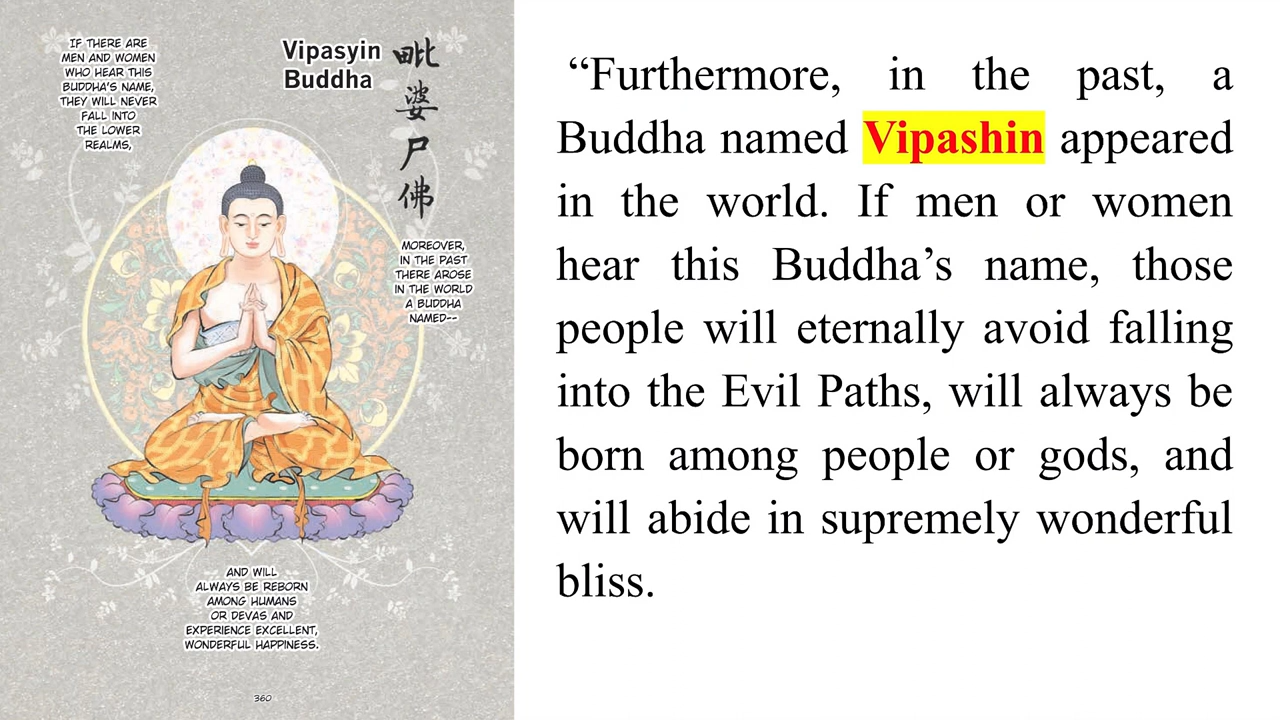 IF THERE ARE
MEN AND WOMEN
WHO HEAR THIS
BUDDHA'S NAME,
THEY WILL NEVER
FALL INTO
THE LOWER
REALMS,
Vipasyin
Buddha
毗婆尸佛
MOREOVER,
IN THE PAST
THERE AROSE
IN THE WORLD
A BUDDHA
NAMED--
AND WILL
ALWAYS BE REBORN
AMONG HUMANS
OR DEVAS AND
EXPERIENCE EXCELLENT,
WONDERFUL HAPPINESS.
360
“Furthermore, in the past, a
Buddha named Vipashin appeared
in the world. If men or women
hear this Buddha’s name, those
people will eternally avoid falling
into the Evil Paths, will always be
born among people or gods, and
will abide in supremely wonderful
bliss.